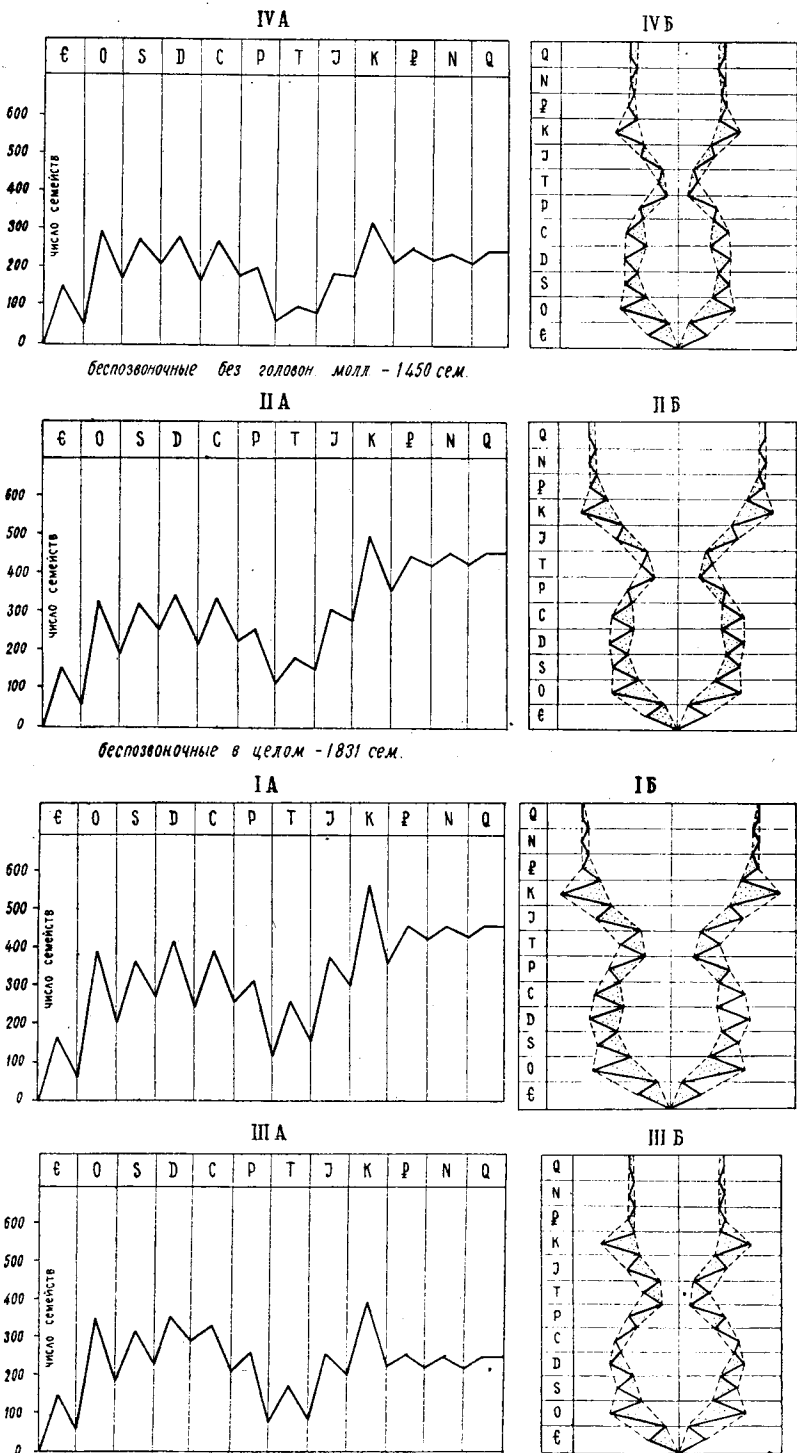 IV А
IV Б
Є O S D C P T J K ₽ N Q
число семейств
600
500
400
300
200
100
0
Q
N
₽
K
J
T
P
C
D
S
O
Є
беспозвоночные без головон. молл - 1450 сем.
II А
II Б
Є O S D C P T J K ₽ N Q
число семейств
600
500
400
300
200
100
0
Q
N
₽
K
J
T
P
C
D
S
O
Є
беспозвоночные в целом - 1831 сем.
I А
I Б
Є O S D C P T J K ₽ N Q
число семейств
600
500
400
300
200
100
0
Q
N
₽
K
J
T
P
C
D
S
O
Є
III А
III Б
Є O S D C P T J K ₽ N Q
число семейств
600
500
400
300
200
100
0
Q
N
₽
K
J
T
P
C
D
S
O
Є